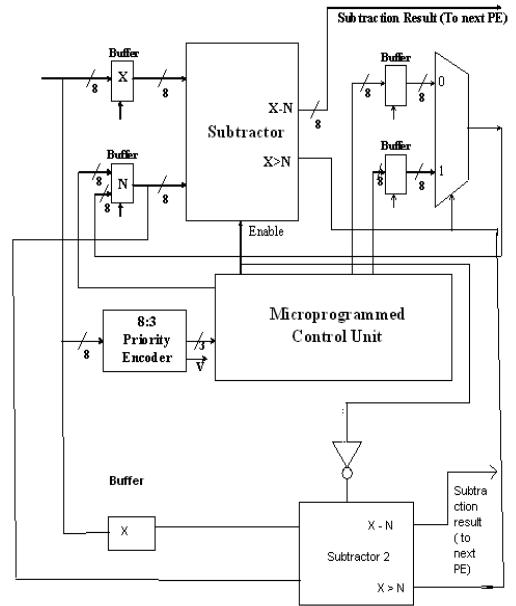 Subtraction Result (To next PE)
Buffer
Buffer
X
8
8
8
8
0
X-N
8
Subtractor
Buffer
Buffer
X>N
8
N
8
8
8
8
1
Enable
8:3
Priority
Encoder
8
3
V
Microprogrammed
Control Unit
:
Buffer
X
X - N
Subtractor 2
X > N
Subtra
ction
result
( to
next
PE)